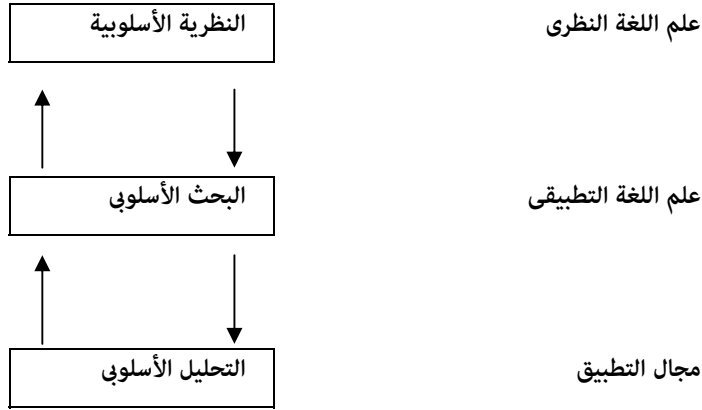 علم اللغة النظرى
النظرية الأسلوبية
علم اللغة التطبيقى
البحث الأسلوبى
مجال التطبيق
التحليل الأسلوبى